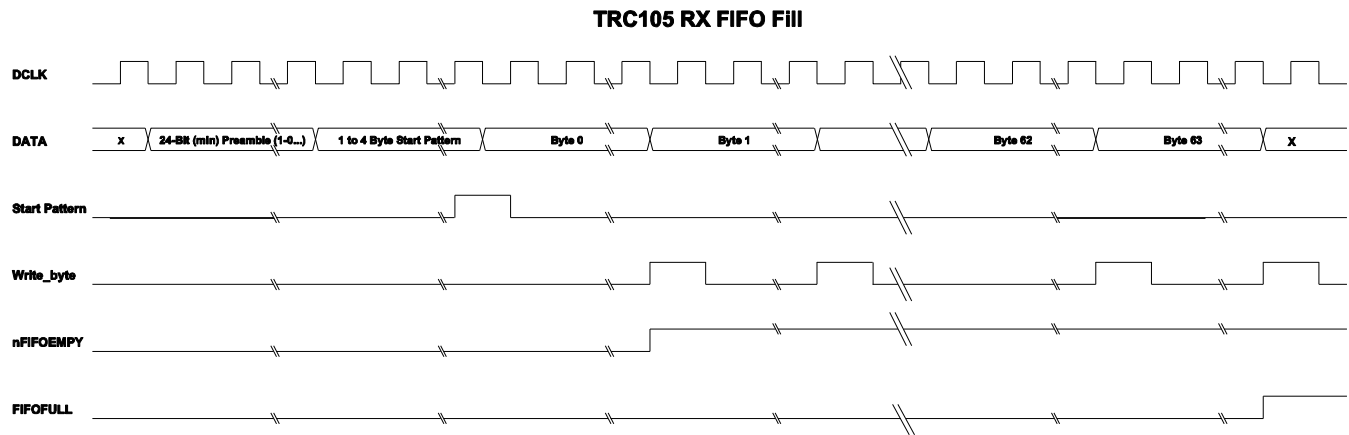 TRC105 RX FIFO Fill
DCLK
DATA
X
24-Bit (min) Preamble (1-0...)
1 to 4 Byte Start Pattern
Byte 0
Byte 1
Byte 62
Byte 63
X
Start Pattern
Write_byte
nFIFOEMPY
FIFOFULL